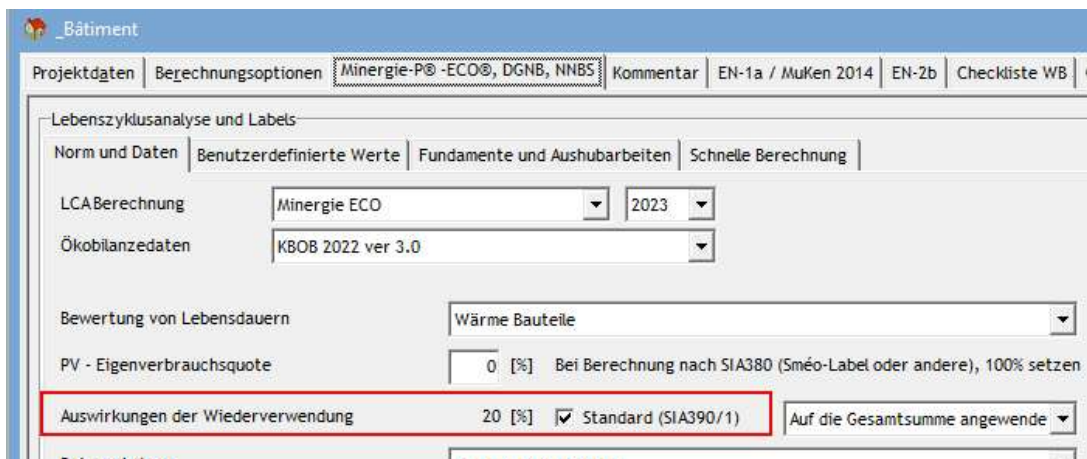 _Bâtiment
Projektdaten Berechnungsoptionen Minergie-P® -ECO®, DGNB, NNBS Kommentar EN-1a / MuKen 2014 EN-2b Checkliste WB
Lebenszyklusanalyse und Labels
Norm und Daten Benutzerdefinierte Werte Fundamente und Aushubarbeiten Schnelle Berechnung
LCABerechnung Minergie ECO 2023
Ökobilanzedaten KBOB 2022 ver 3.0
Bewertung von Lebensdauern Wärme Bauteile
PV - Eigenverbrauchsquote 0 [%] Bei Berechnung nach SIA380 (Sméo-Label oder andere), 100% setzen
Auswirkungen der Wiederverwendung 20 [%] Standard (SIA390/1) Auf die Gesamtsumme angewende